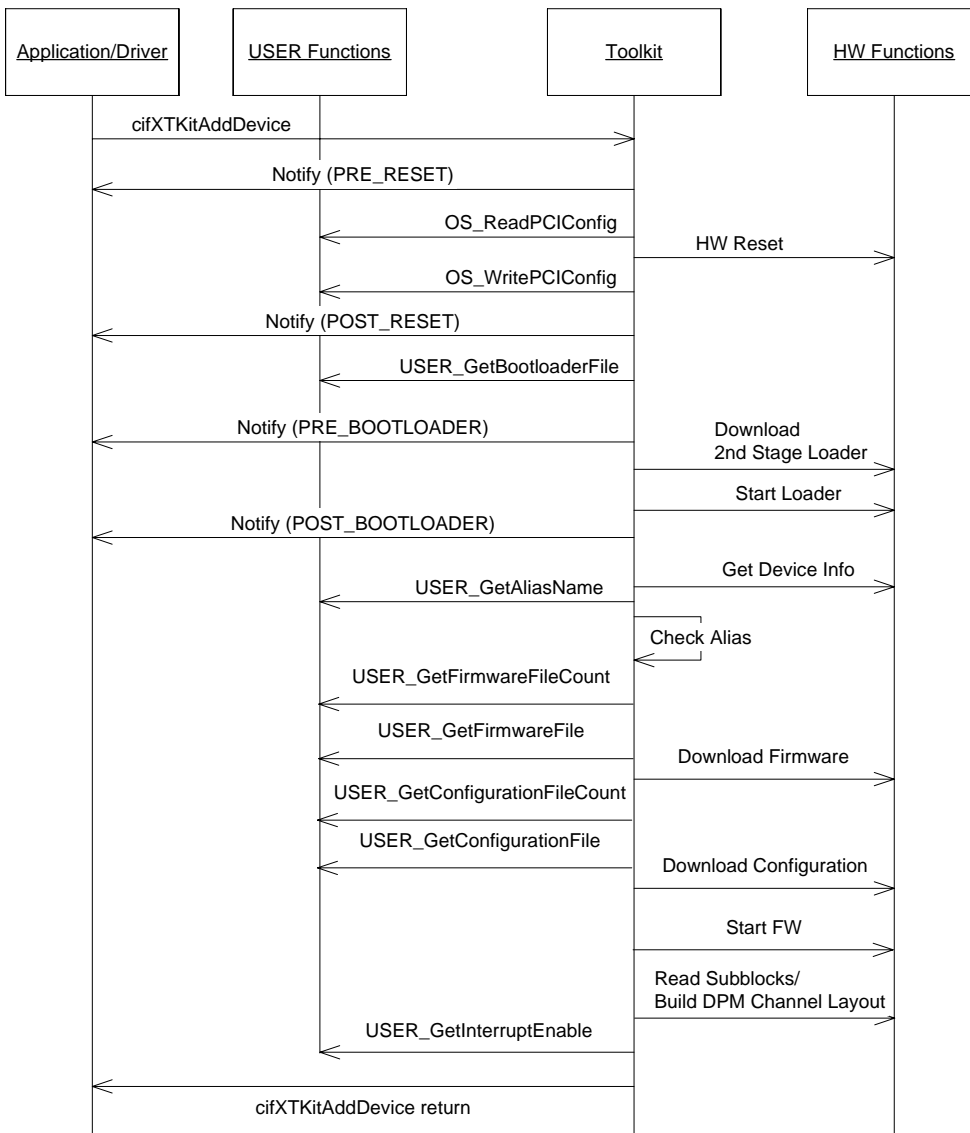 Application/Driver
USER Functions
Toolkit
HW Functions
cifXTKitAddDevice
Notify (PRE_RESET)
OS_ReadPCIConfig
HW Reset
OS_WritePCIConfig
Notify (POST_RESET)
USER_GetBootloaderFile
Notify (PRE_BOOTLOADER)
Download
2nd Stage Loader
Start Loader
Notify (POST_BOOTLOADER)
Get Device Info
USER_GetAliasName
Check Alias
USER_GetFirmwareFileCount
USER_GetFirmwareFile
Download Firmware
USER_GetConfigurationFileCount
USER_GetConfigurationFile
Download Configuration
Start FW
Read Subblocks/
Build DPM Channel Layout
USER_GetInterruptEnable
cifXTKitAddDevice return